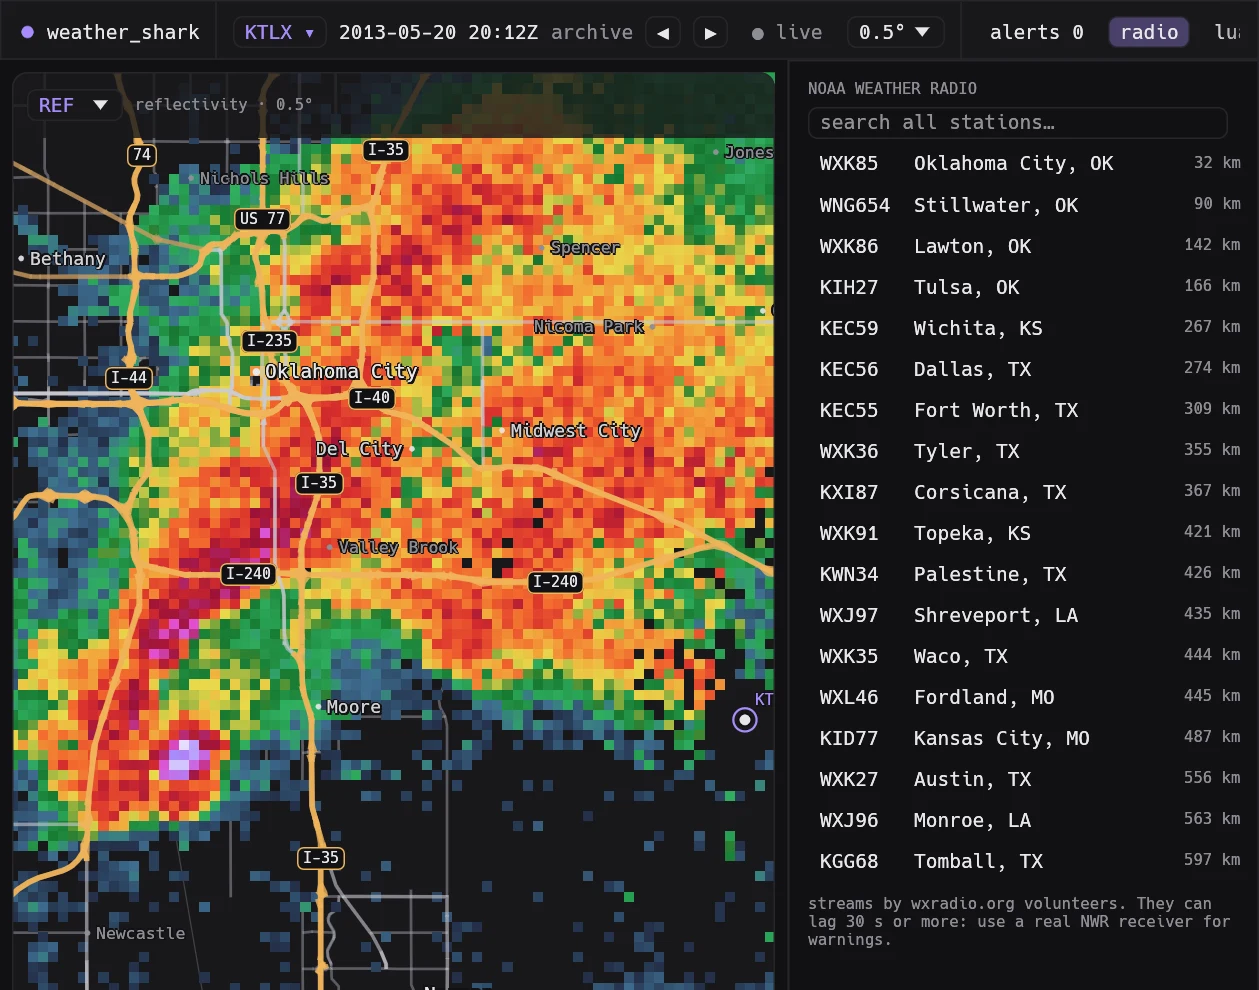 weather_shark KTLX ▼ 2013-05-20 20:12Z archive ◀ ▶ ● live 0.5° ▼ alerts 0 radio
REF ▼ reflectivity · 0.5°
74
I-35
Jones
Nichols Hills
US 77
Bethany
Spencer
Nicoma Park
I-235
Oklahoma City
I-44
I-40
Midwest City
Del City
I-35
Valley Brook
I-240
I-240
KT
Moore
I-35
Newcastle
NOAA WEATHER RADIO
search all stations…
WXK85 Oklahoma City, OK 32 km
WNG654 Stillwater, OK 90 km
WXK86 Lawton, OK 142 km
KIH27 Tulsa, OK 166 km
KEC59 Wichita, KS 267 km
KEC56 Dallas, TX 274 km
KEC55 Fort Worth, TX 309 km
WXK36 Tyler, TX 355 km
KXI87 Corsicana, TX 367 km
WXK91 Topeka, KS 421 km
KWN34 Palestine, TX 426 km
WXJ97 Shreveport, LA 435 km
WXK35 Waco, TX 444 km
WXL46 Fordland, MO 445 km
KID77 Kansas City, MO 487 km
WXK27 Austin, TX 556 km
WXJ96 Monroe, LA 563 km
KGG68 Tomball, TX 597 km
streams by wxradio.org volunteers. They can
lag 30 s or more: use a real NWR receiver for
warnings.